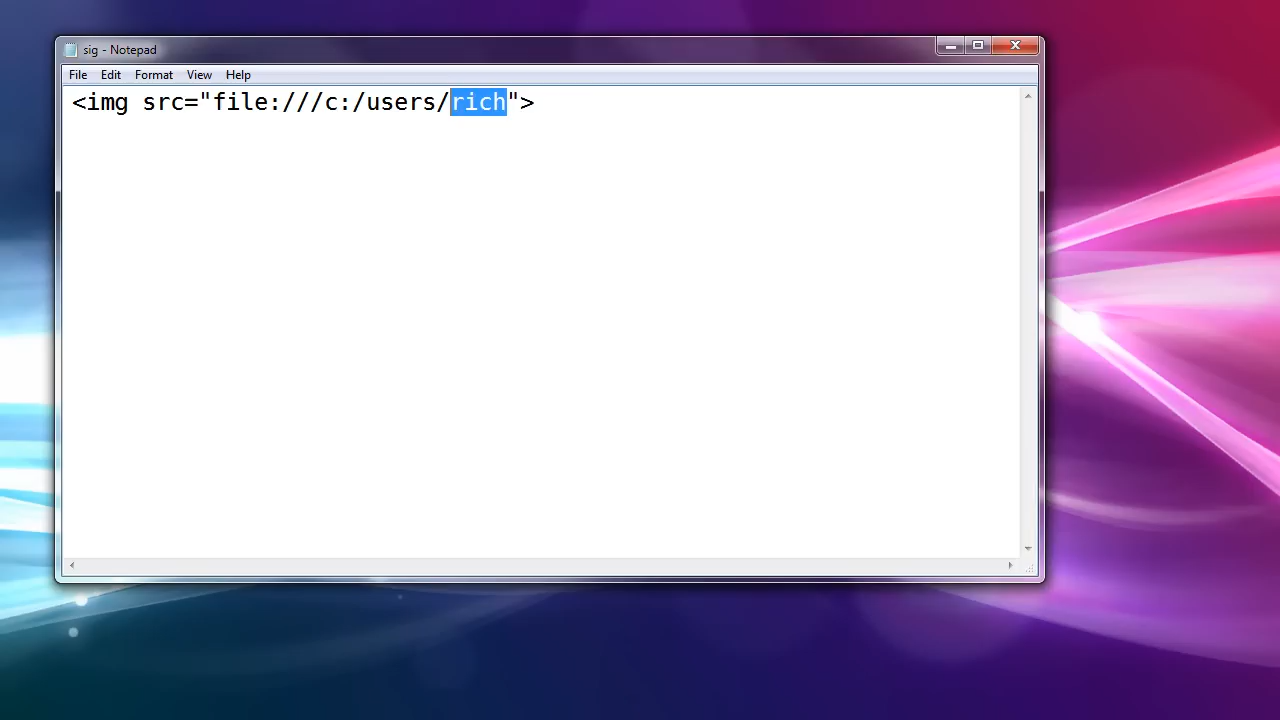 sig - Notepad
File Edit Format View Help
<img src="file:///c:/users/rich">